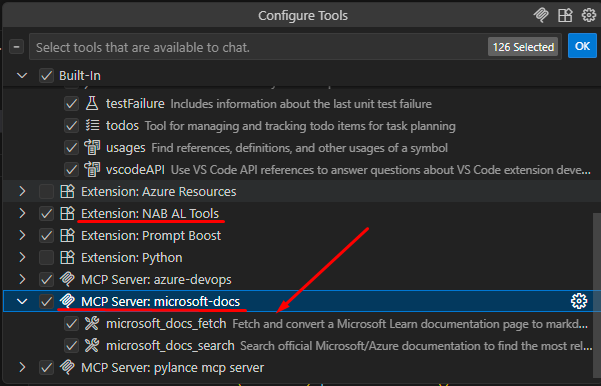 Configure Tools
Select tools that are available to chat.
126 Selected
OK
Built-In
testFailure Includes information about the last unit test failure
todos Tool for managing and tracking todo items for task planning
usages Find references, definitions, and other usages of a symbol
vscodeAPI Use VS Code API references to answer questions about VS Code extension deve...
Extension: Azure Resources
Extension: NAB AL Tools
Extension: Prompt Boost
Extension: Python
MCP Server: azure-devops
MCP Server: microsoft-docs
microsoft_docs_fetch Fetch and convert a Microsoft Learn documentation page to markd...
microsoft_docs_search Search official Microsoft/Azure documentation to find the most rel...
MCP Server: pylance mcp server